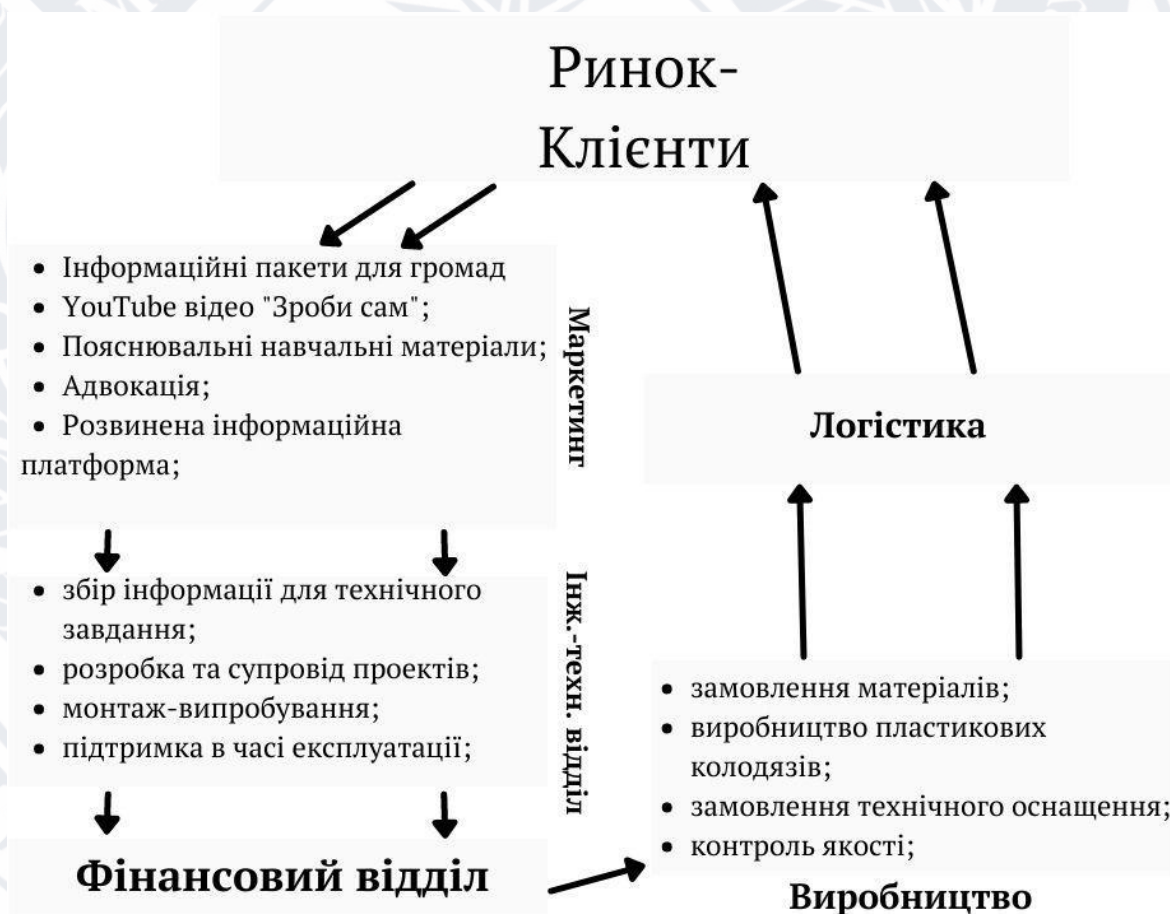 Ринок-
Клієнти
• Інформаційні пакети для громад
• YouTube відео "Зроби сам";
• Пояснювальні навчальні матеріали;
• Адвокація;
• Розвинена інформаційна
платформа;
Маркетинг
• збір інформації для технічного
завдання;
• розробка та супровід проектів;
• монтаж-випробування;
• підтримка в часі експлуатації;
Інж.-техн. відділ
Фінансовий відділ
Логістика
• замовлення матеріалів;
• виробництво пластикових
колодязів;
• замовлення технічного оснащення;
• контроль якості;
Виробництво